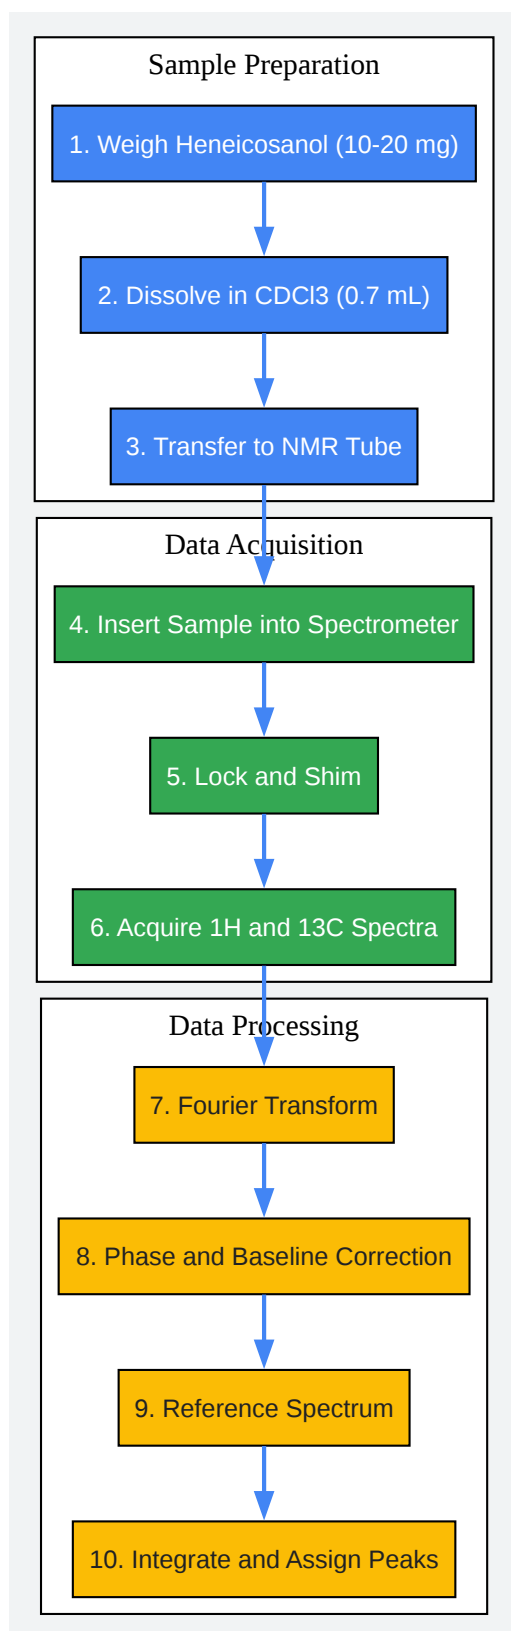 Sample Preparation
1. Weigh Heneicosanol (10-20 mg)
2. Dissolve in CDCl3 (0.7 mL)
3. Transfer to NMR Tube
Data Acquisition
4. Insert Sample into Spectrometer
5. Lock and Shim
6. Acquire 1H and 13C Spectra
Data Processing
7. Fourier Transform
8. Phase and Baseline Correction
9. Reference Spectrum
10. Integrate and Assign Peaks